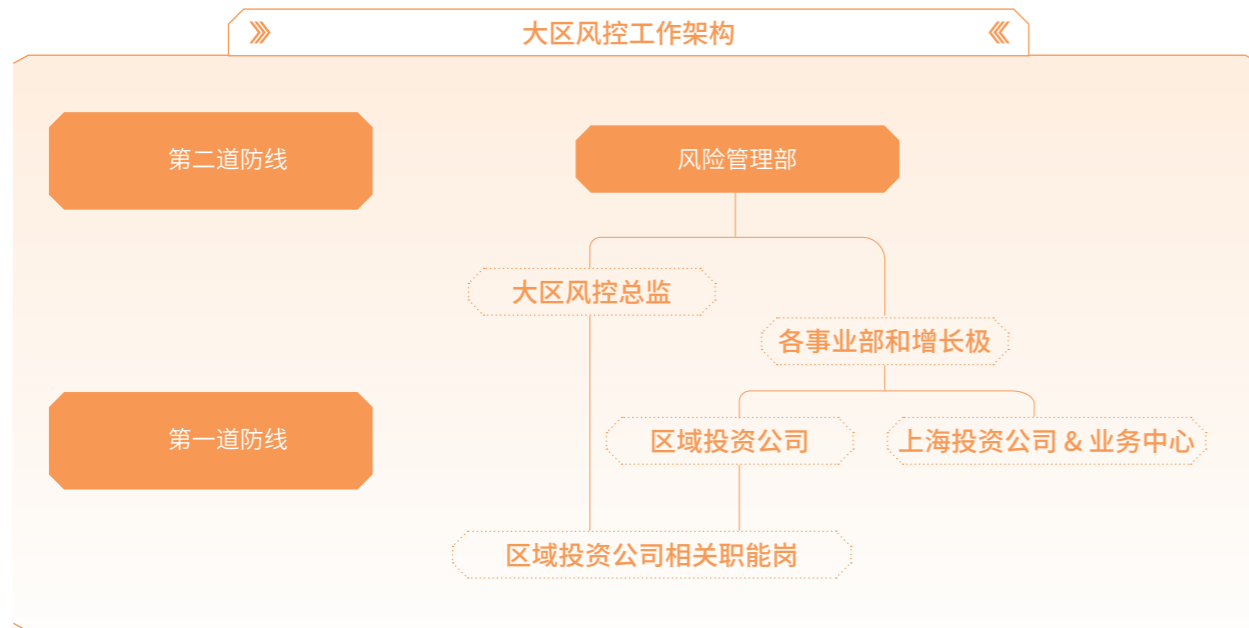 大区风控工作架构
第二道防线
风险管理部
大区风控总监
各事业部和增长极
第一道防线
区域投资公司
上海投资公司 & 业务中心
区域投资公司相关职能岗